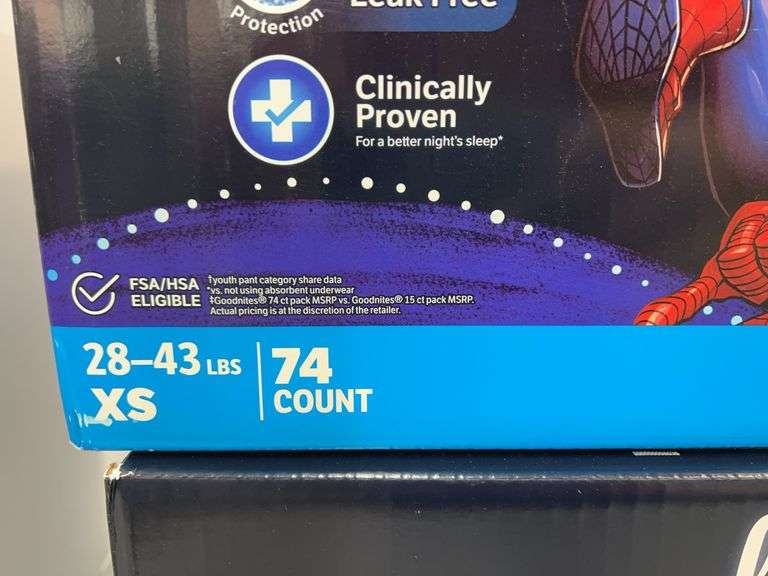 Protection
Leak Free
Clinically
Proven
For a better night's sleep*
FSA/HSA
ELIGIBLE
†youth pant category share data
*vs. not using absorbent underwear
‡Goodnites® 74 ct pack MSRP vs. Goodnites® 15 ct pack MSRP.
Actual pricing is at the discretion of the retailer.
28–43 LBS
XS
74
COUNT